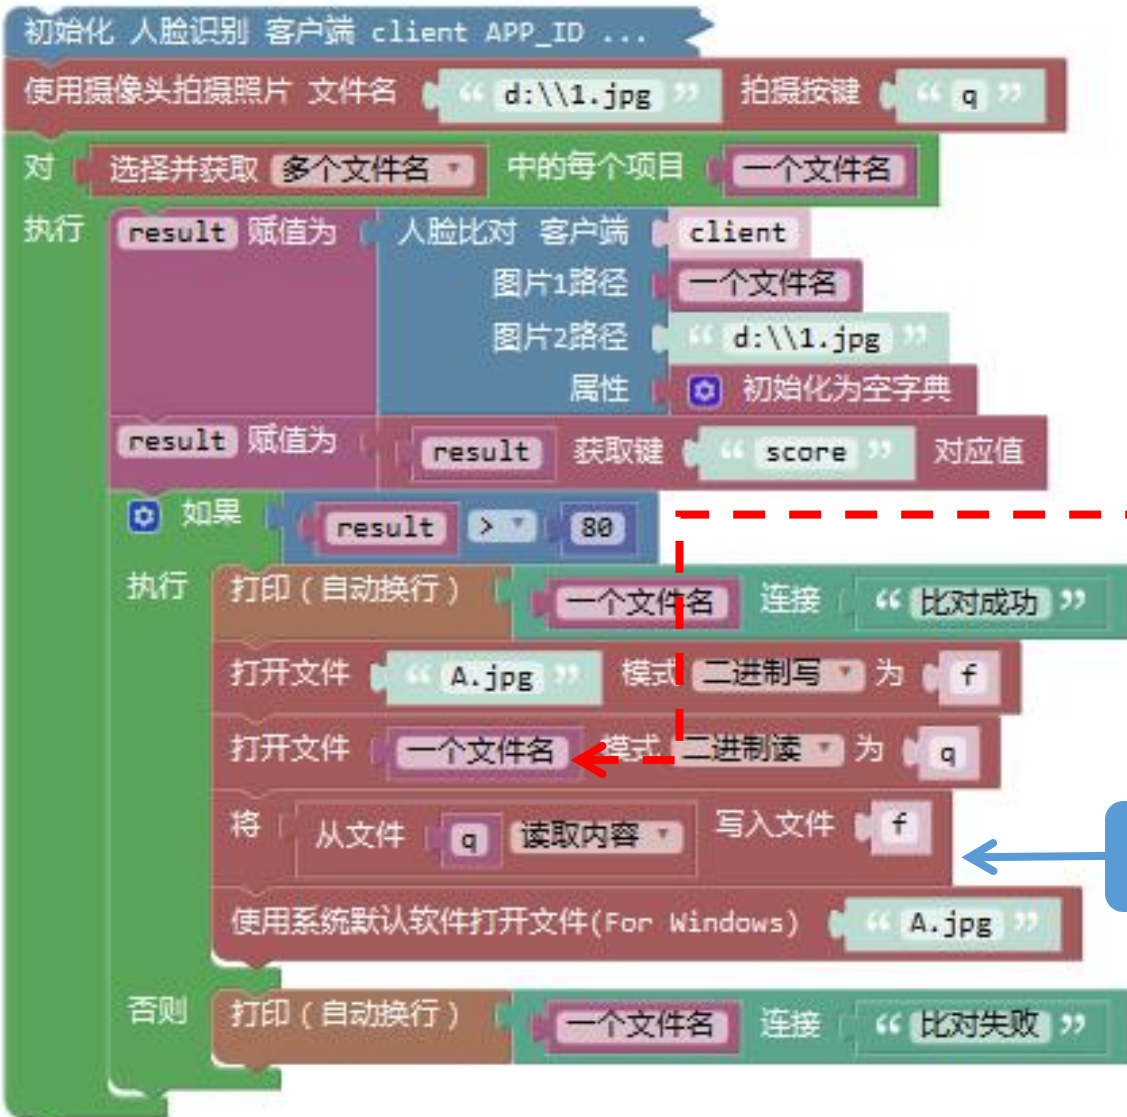 初始化 人脸识别 客户端 client APP_ID ...
使用摄像头拍摄照片 文件名 “ d:\\1.jpg ” 拍摄按键 “ q ”
对 选择并获取 多个文件名 中的每个项目 一个文件名
执行 result 赋值为 人脸比对 客户端 client
图片1路径 一个文件名
图片2路径 “ d:\\1.jpg ”
属性 初始化为空字典
result 赋值为 result 获取键 “ score ” 对应值
如果 result > 80
执行 打印(自动换行) 一个文件名 连接 “ 比对成功 ”
打开文件 “ A.jpg ” 模式 二进制写 为 f
打开文件 一个文件名 模式 二进制读 为 q
将 从文件 q 读取内容 写入文件 f
使用系统默认软件打开文件(For Windows) “ A.jpg ”
否则 打印(自动换行) 一个文件名 连接 “ 比对失败 ”